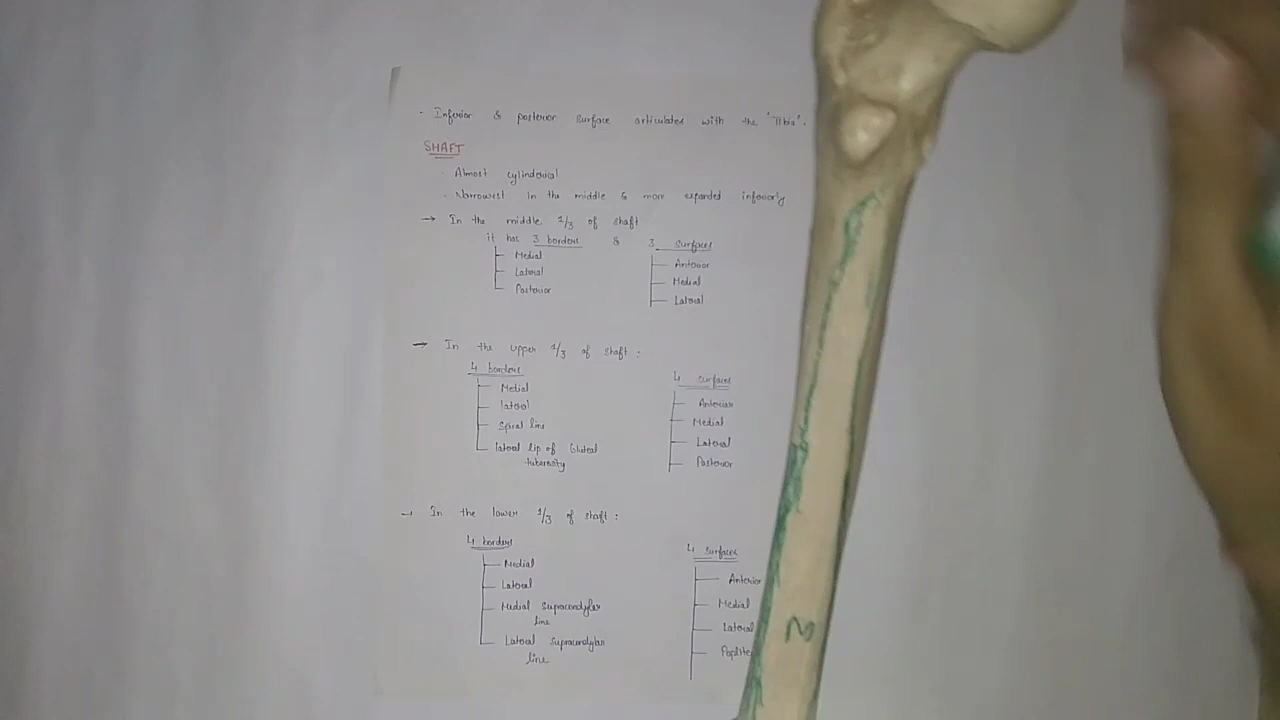 - Inferior & posterior surface articulates with the 'Tibia'.
SHAFT
· Almost cylinderical
· Narrowest in the middle & more expanded inferiorly
→ In the middle 1/3 of shaft
it has 3 borders & 3 surfaces
Medial
Lateral
Posterior
Anterior
Medial
Lateral
→ In the upper 1/3 of shaft :
4 borders
Medial
lateral
Spiral line
lateral lip of Gluteal
tuberosity
4 surfaces
Anterior
Medial
Lateral
Posterior
→ In the lower 1/3 of shaft :
4 borders
Medial
Lateral
Medial Supracondylar
line
Lateral Supracondylar
line
4 surfaces
Anterior
Medial
Lateral
Poplite